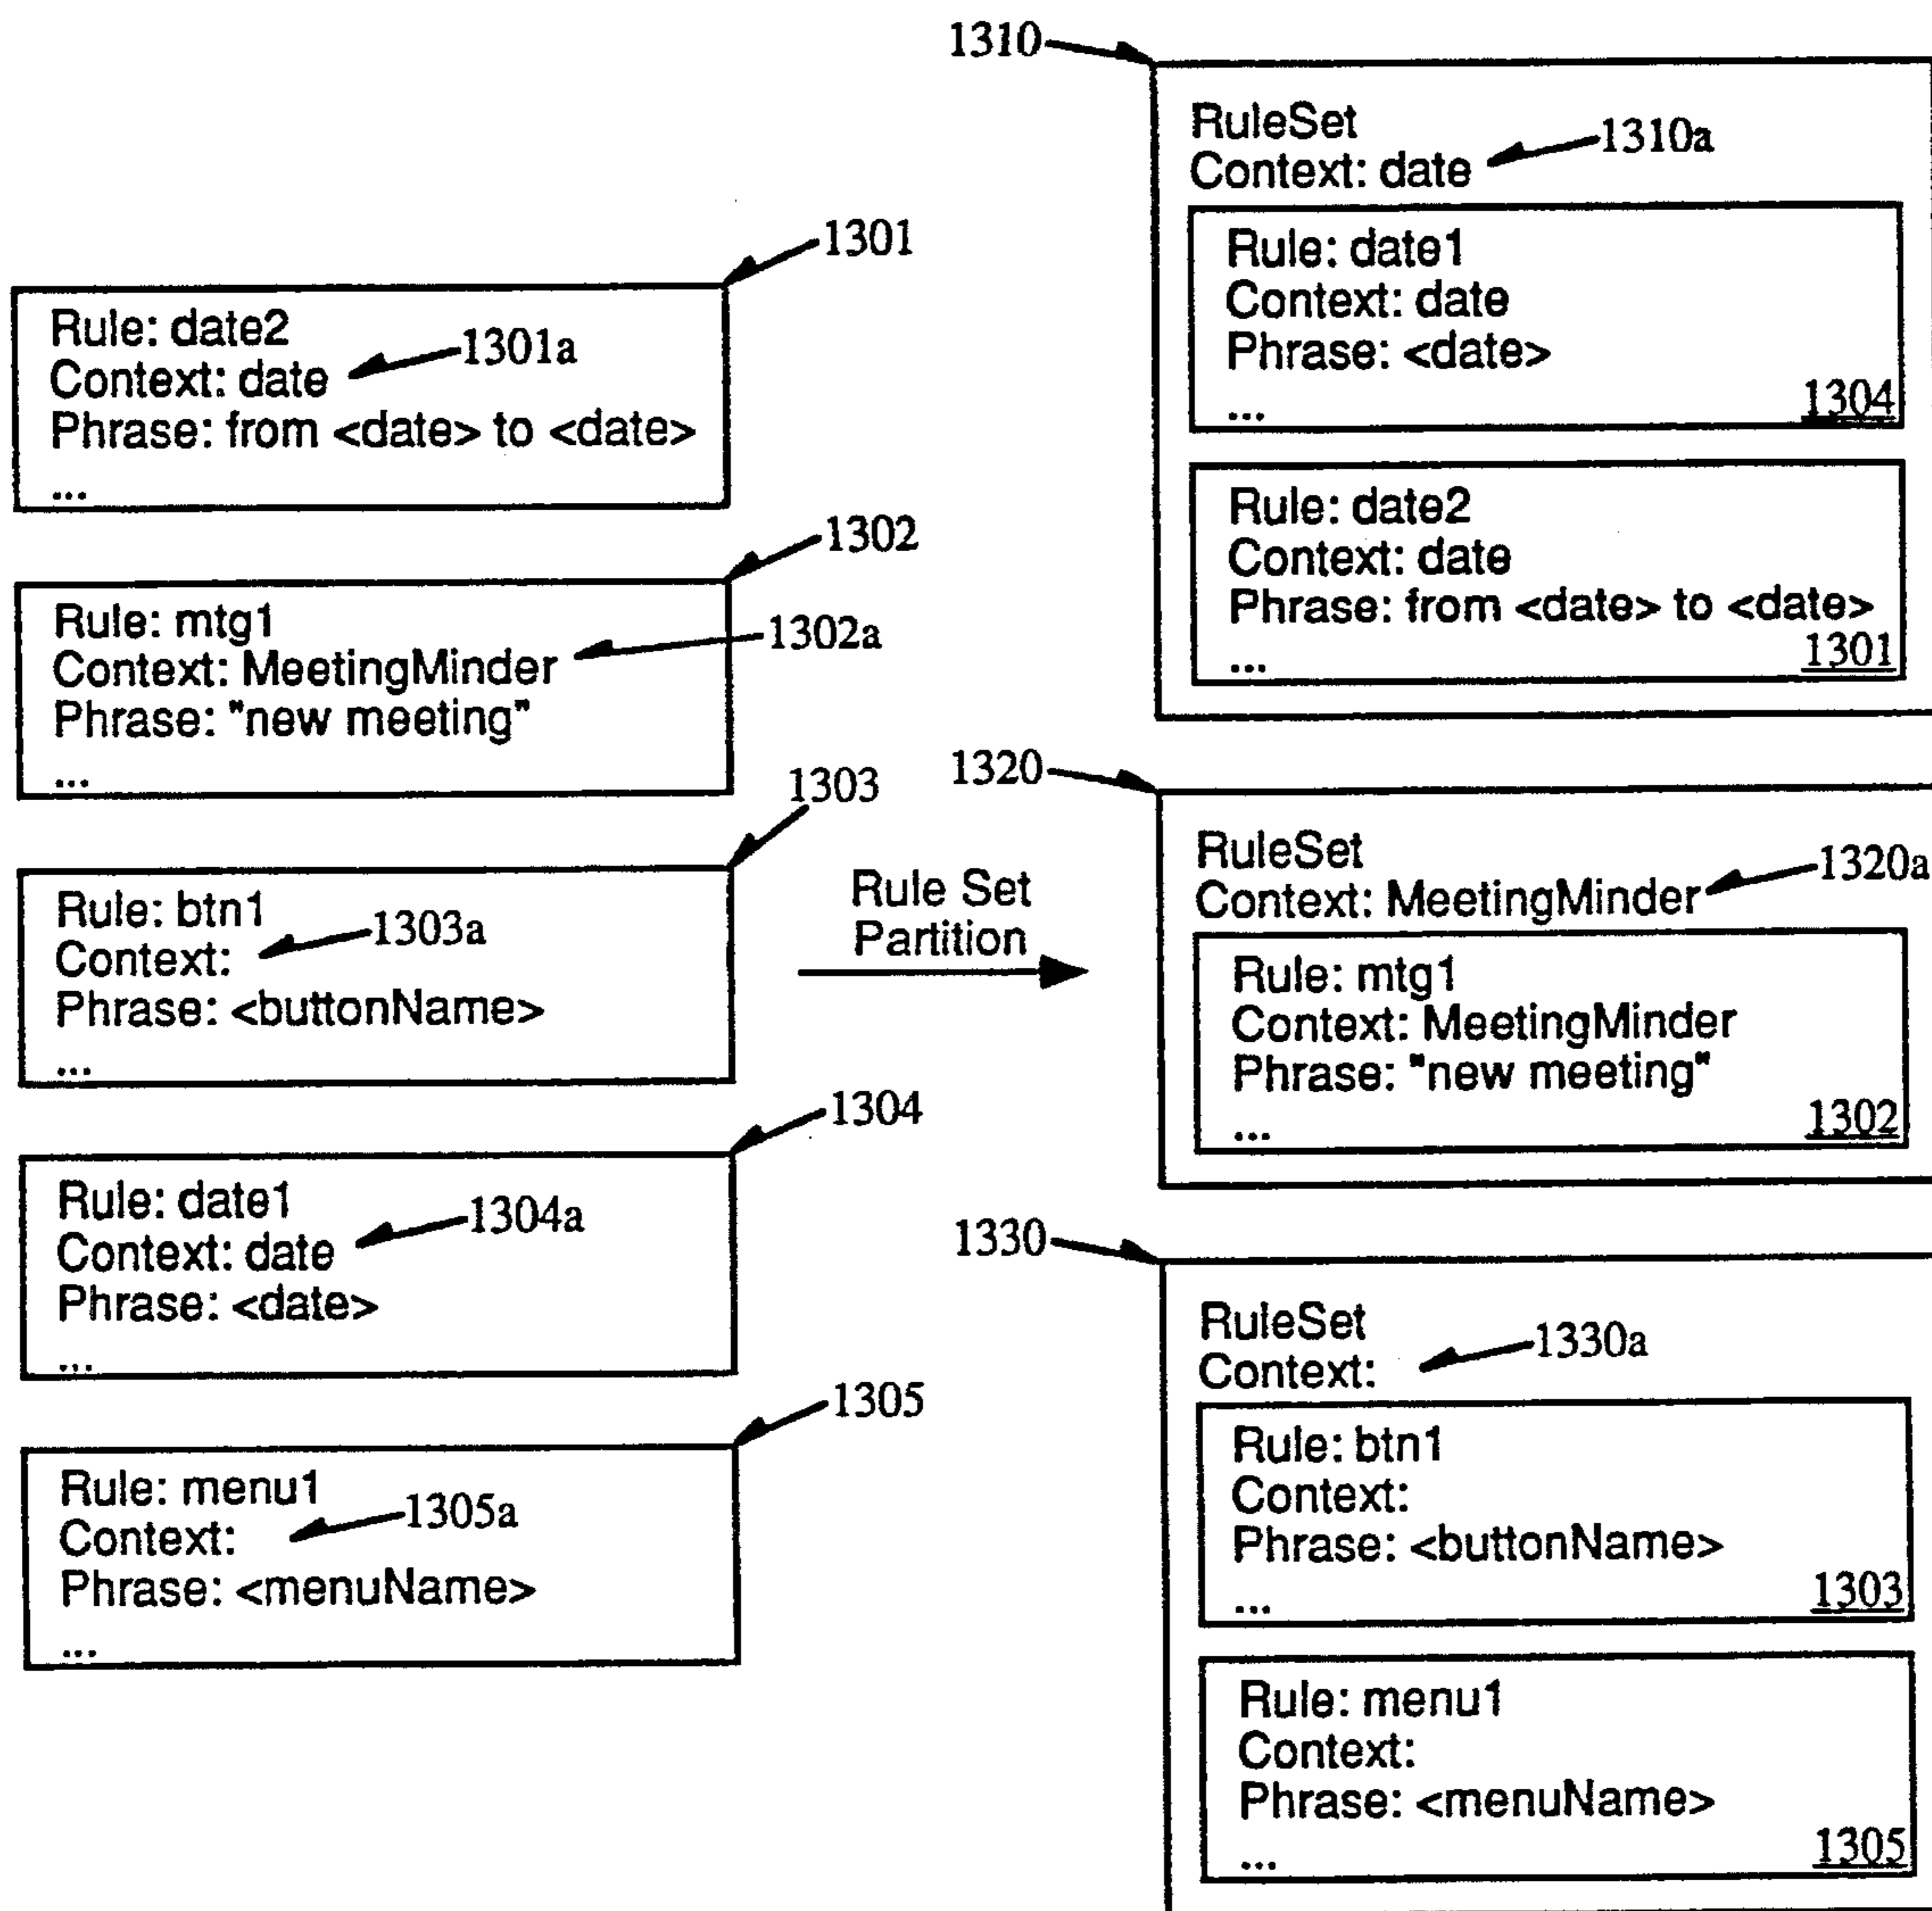 1301
Rule: date2
Context: date
1301a
Phrase: from <date> to <date>
...
1302
Rule: mtg1
Context: MeetingMinder
1302a
Phrase: "new meeting"
...
1303
Rule: btn1
Context:
1303a
Phrase: <buttonName>
...
1304
Rule: date1
Context: date
1304a
Phrase: <date>
...
1305
Rule: menu1
Context:
1305a
Phrase: <menuName>
...
Rule Set
Partition
1310
RuleSet
Context: date
1310a
Rule: date1
Context: date
Phrase: <date>
... 1304
Rule: date2
Context: date
Phrase: from <date> to <date>
... 1301
1320
RuleSet
Context: MeetingMinder
1320a
Rule: mtg1
Context: MeetingMinder
Phrase: "new meeting"
... 1302
1330
RuleSet
Context:
1330a
Rule: btn1
Context:
Phrase: <buttonName>
... 1303
Rule: menu1
Context:
Phrase: <menuName>
... 1305